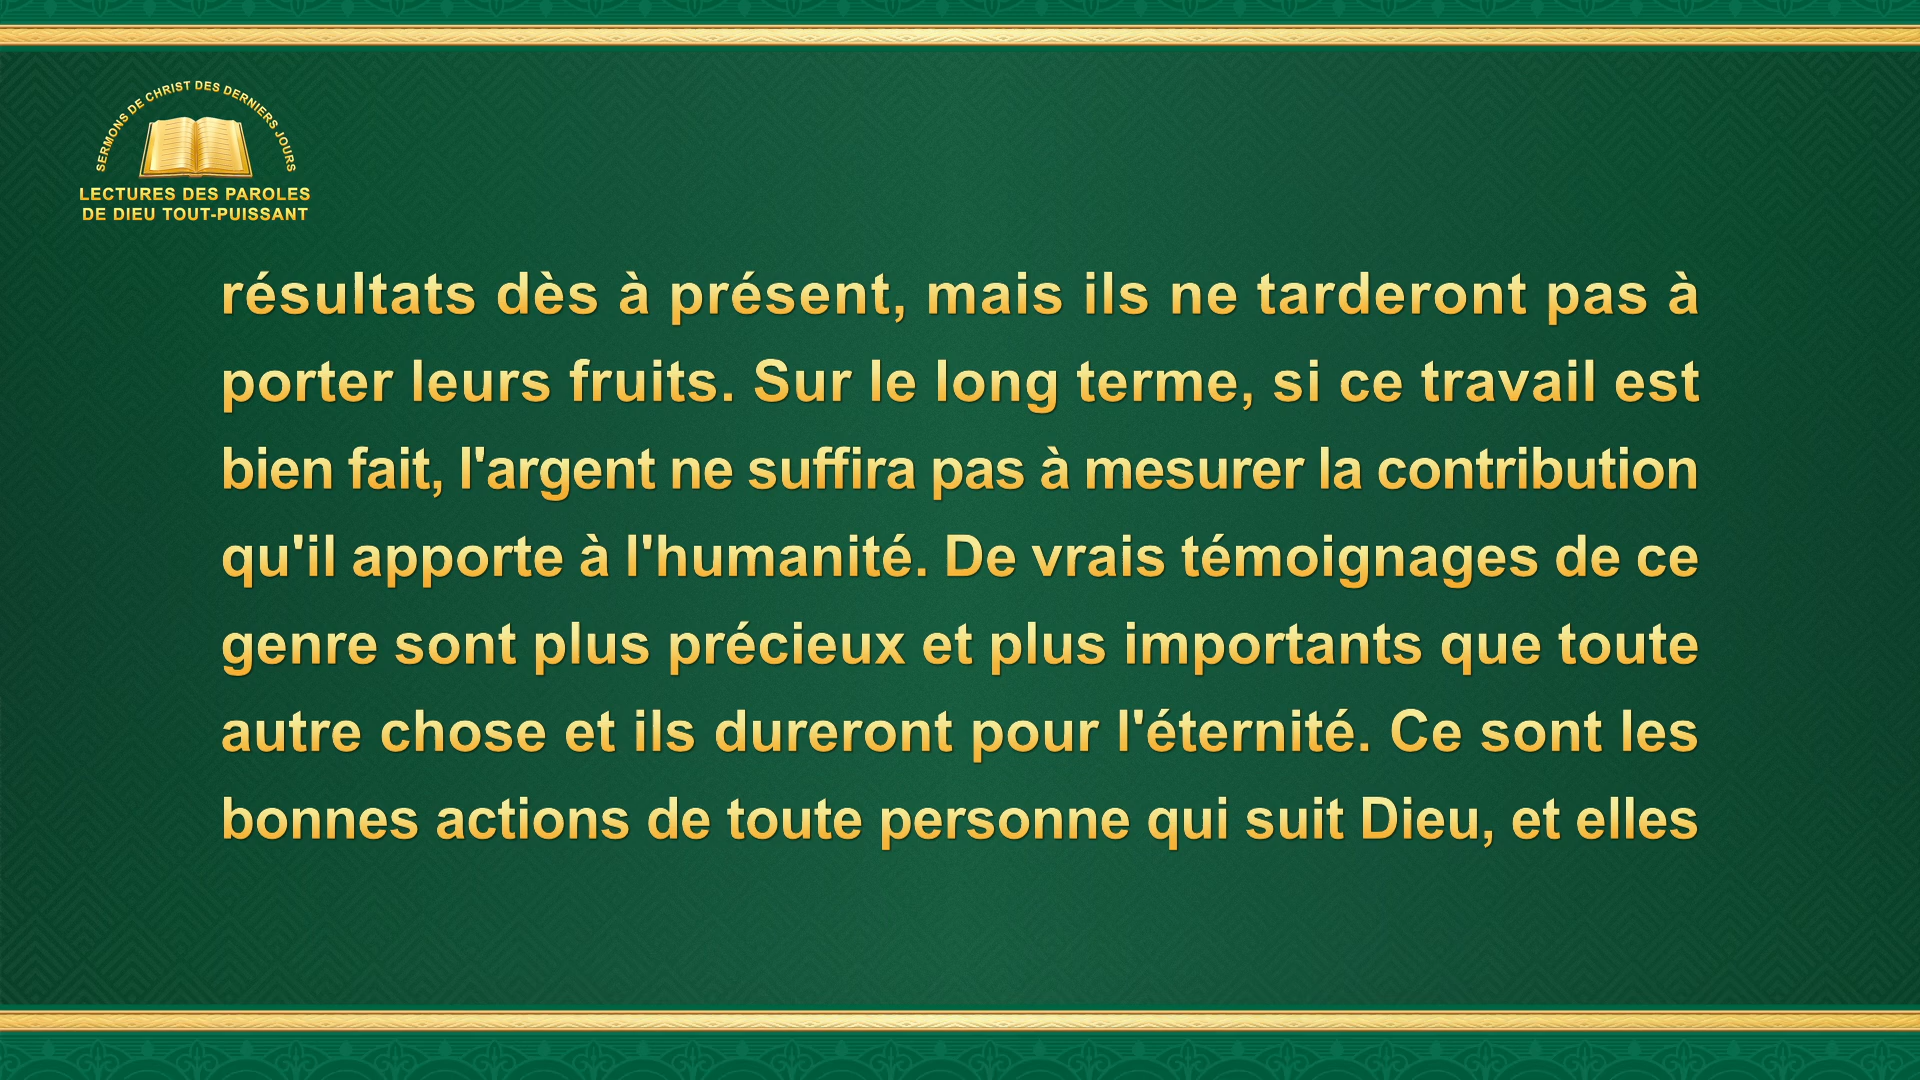 SERMONS DE CHRIST DES DERNIERS JOURS
LECTURES DES PAROLES
DE DIEU TOUT-PUISSANT
résultats dès à présent, mais ils ne tarderont pas à
porter leurs fruits. Sur le long terme, si ce travail est
bien fait, l'argent ne suffira pas à mesurer la contribution
qu'il apporte à l'humanité. De vrais témoignages de ce
genre sont plus précieux et plus importants que toute
autre chose et ils dureront pour l'éternité. Ce sont les
bonnes actions de toute personne qui suit Dieu, et elles